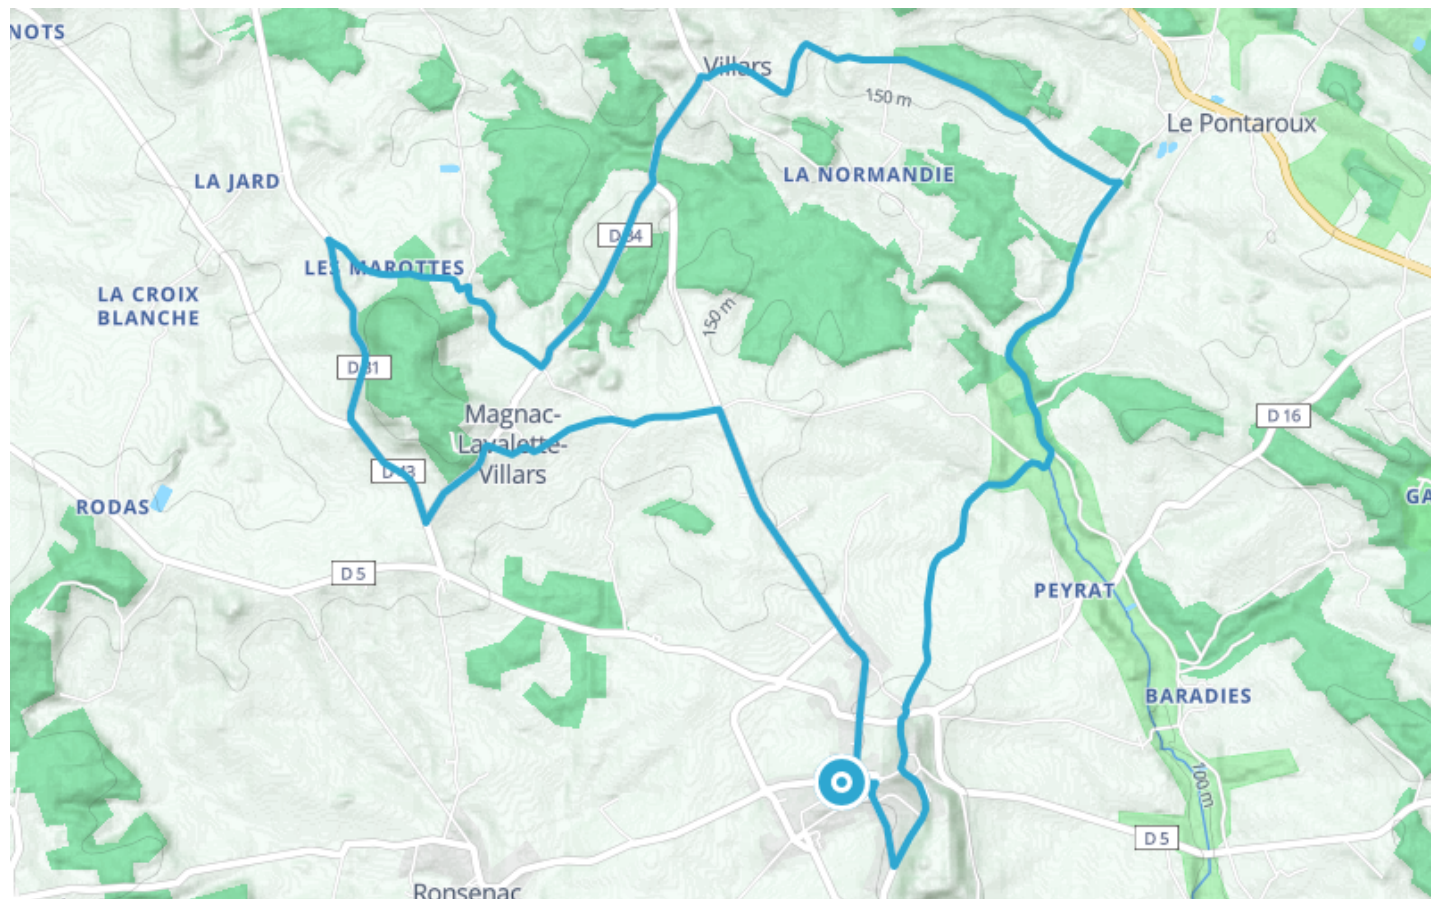 NOTS
Villars
150 m
Le Pontaroux
LA JARD
LA NORMANDIE
D 34
LES MAROTTES
LA CROIX
BLANCHE
150 m
D 81
D 16
Magnac-
Lavalette-
Villars
D 43
RODAS
GA
D 5
PEYRAT
BARADIES
100 m
D 5
Ronsenac